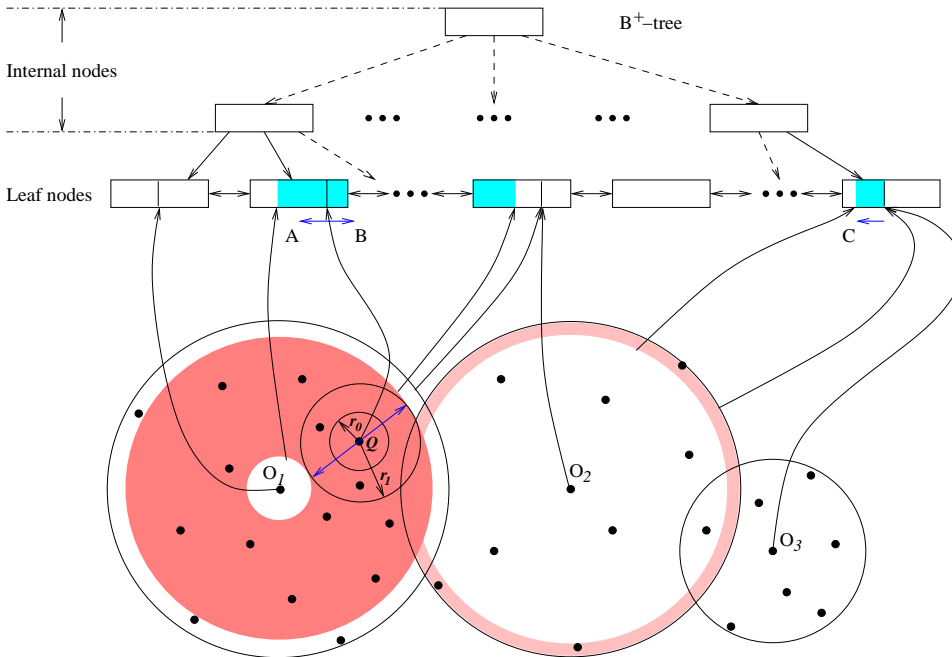 B+–tree
Internal nodes
Leaf nodes
A
B
C
r0
Q
r1
O1
O2
O3